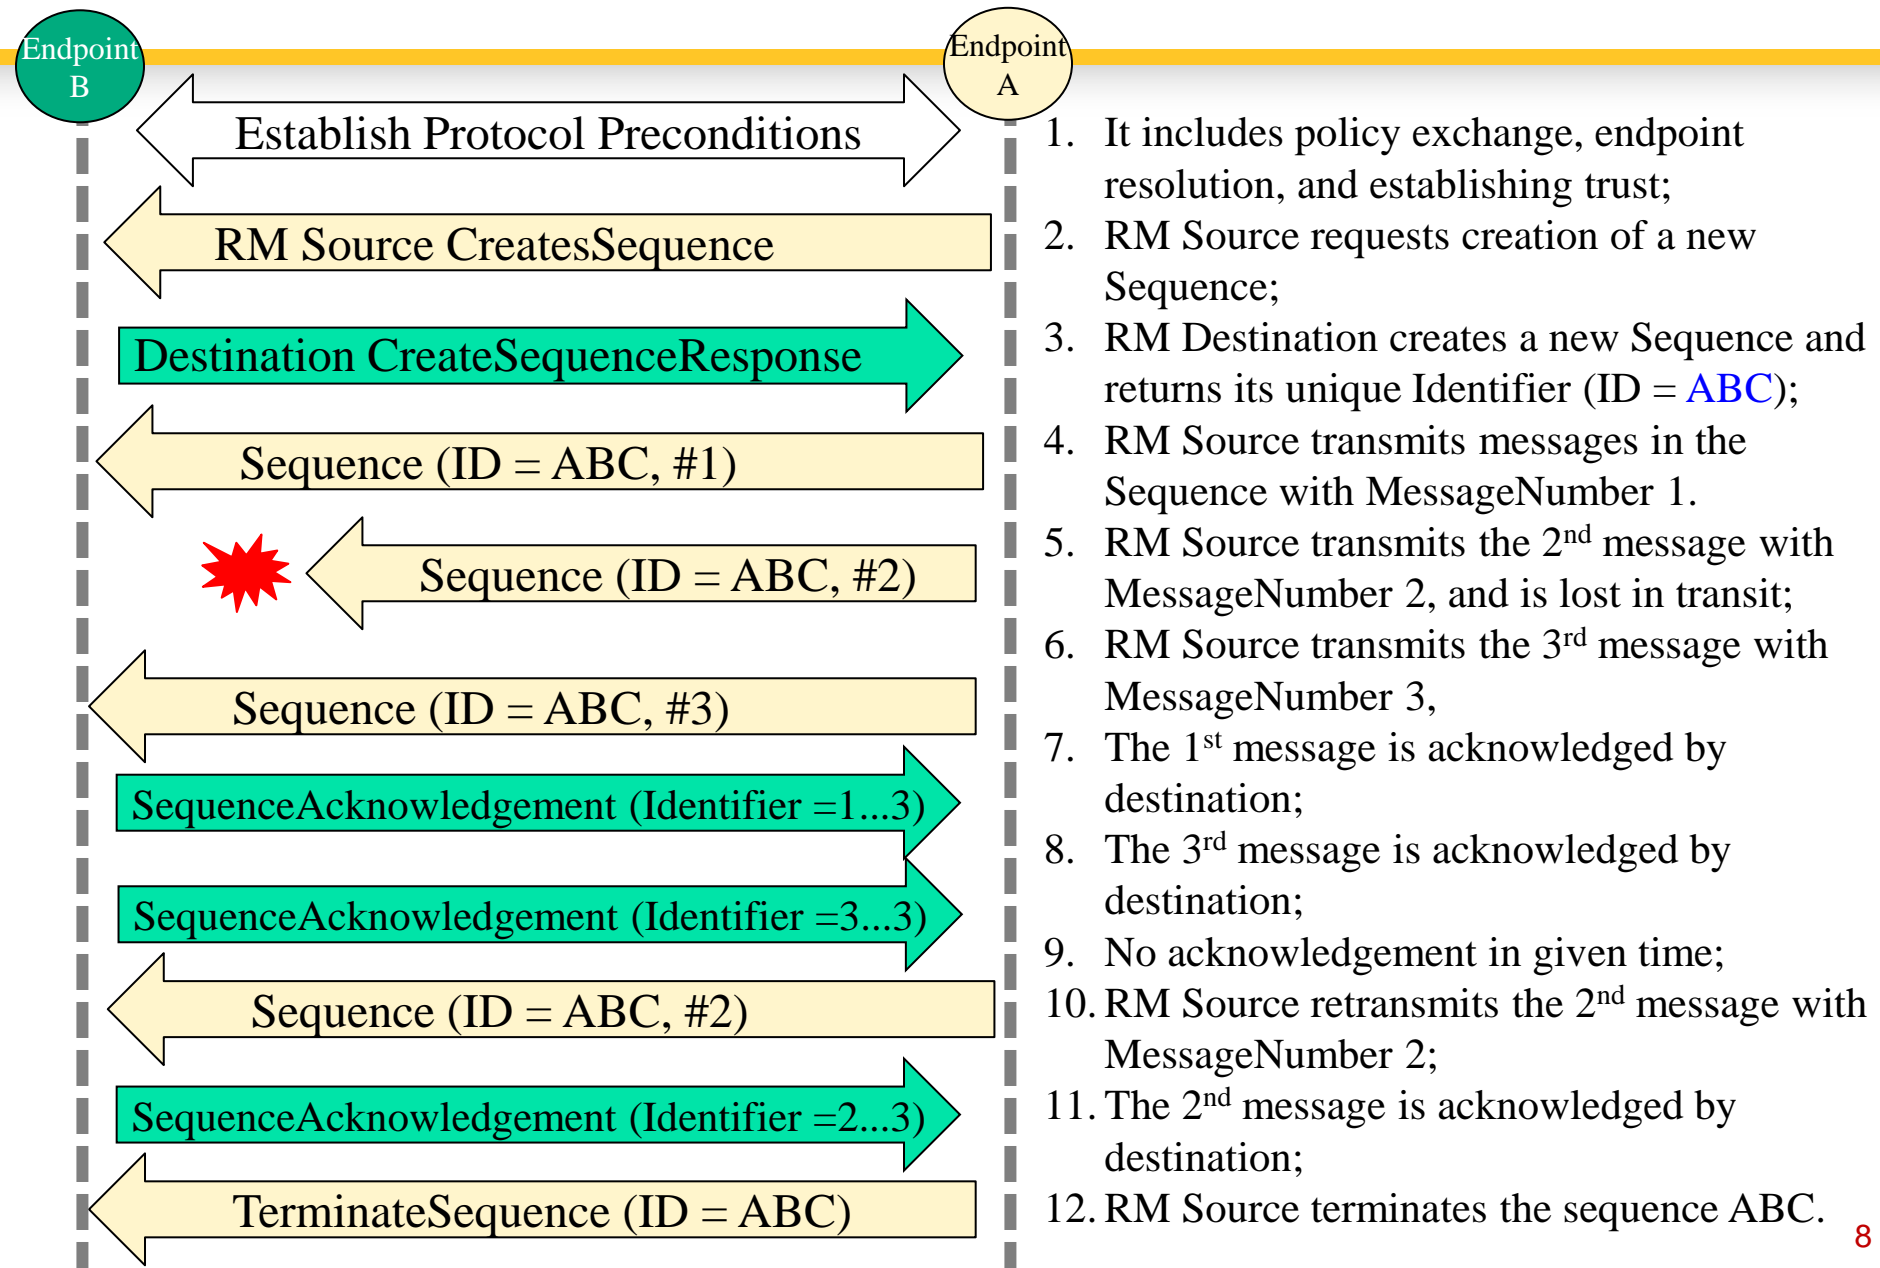 Endpoint
B
Endpoint
A
Establish Protocol Preconditions
RM Source CreatesSequence
Destination CreateSequenceResponse
Sequence (ID = ABC, #1)
Sequence (ID = ABC, #2)
Sequence (ID = ABC, #3)
SequenceAcknowledgement (Identifier =1...3)
SequenceAcknowledgement (Identifier =3...3)
Sequence (ID = ABC, #2)
SequenceAcknowledgement (Identifier =2...3)
TerminateSequence (ID = ABC)
1. It includes policy exchange, endpoint
resolution, and establishing trust;
2. RM Source requests creation of a new
Sequence;
3. RM Destination creates a new Sequence and
returns its unique Identifier (ID = ABC);
4. RM Source transmits messages in the
Sequence with MessageNumber 1.
5. RM Source transmits the 2nd message with
MessageNumber 2, and is lost in transit;
6. RM Source transmits the 3rd message with
MessageNumber 3,
7. The 1st message is acknowledged by
destination;
8. The 3rd message is acknowledged by
destination;
9. No acknowledgement in given time;
10. RM Source retransmits the 2nd message with
MessageNumber 2;
11. The 2nd message is acknowledged by
destination;
12. RM Source terminates the sequence ABC.
8